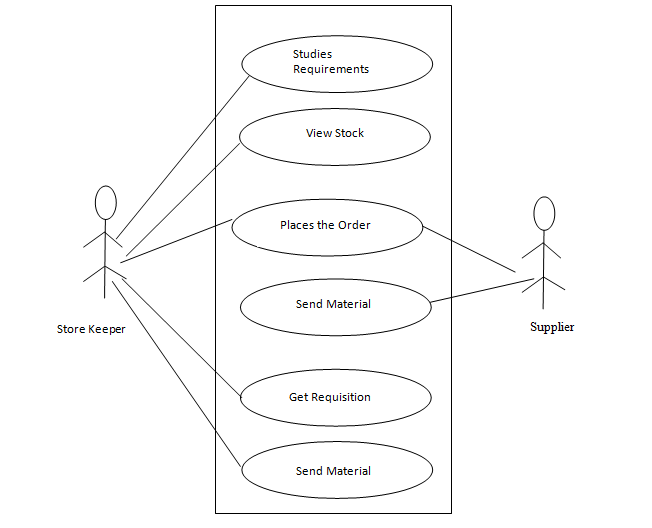 Studies
Requirements
View Stock
Places the Order
Send Material
Store Keeper
Supplier
Get Requisition
Send Material